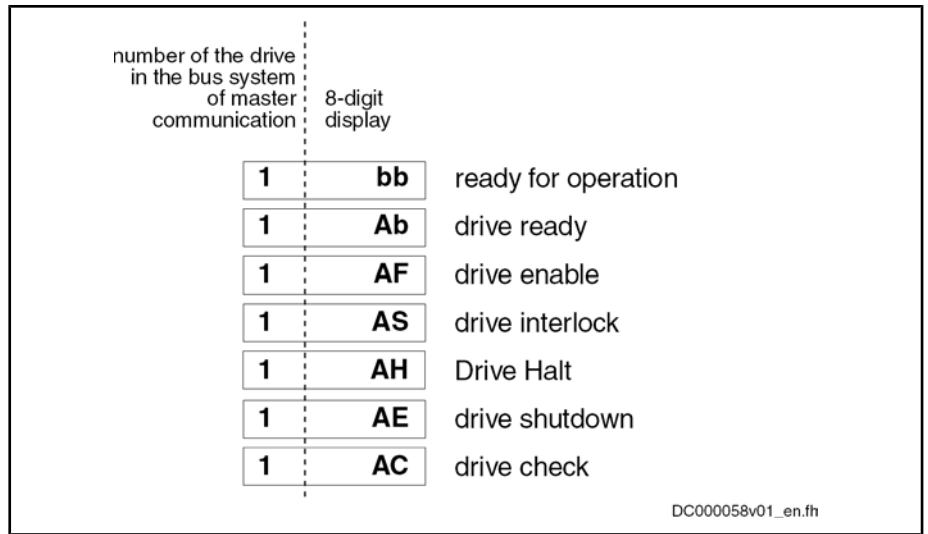 number of the drive
in the bus system
of master
communication
8-digit
display
1 bb ready for operation
1 Ab drive ready
1 AF drive enable
1 AS drive interlock
1 AH Drive Halt
1 AE drive shutdown
1 AC drive check
DC000058v01_en.fh